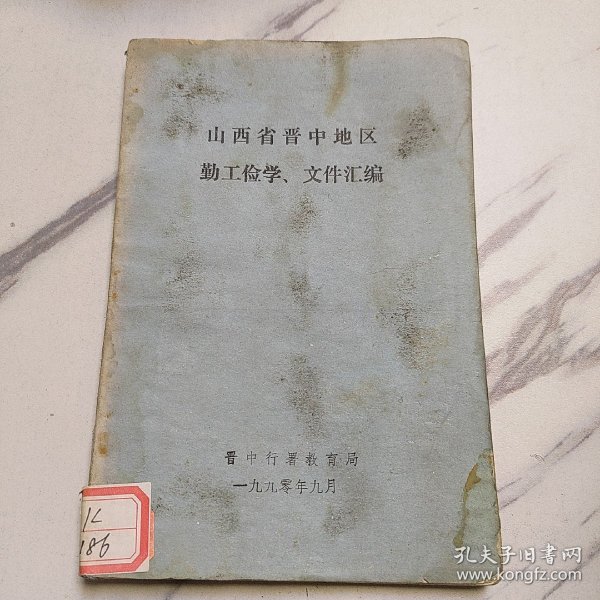 山西省晋中地区
勤工俭学、文件汇编
晋中行署教育局
一九九零年九月
K
186
孔夫子旧书网
www.kongfz.com